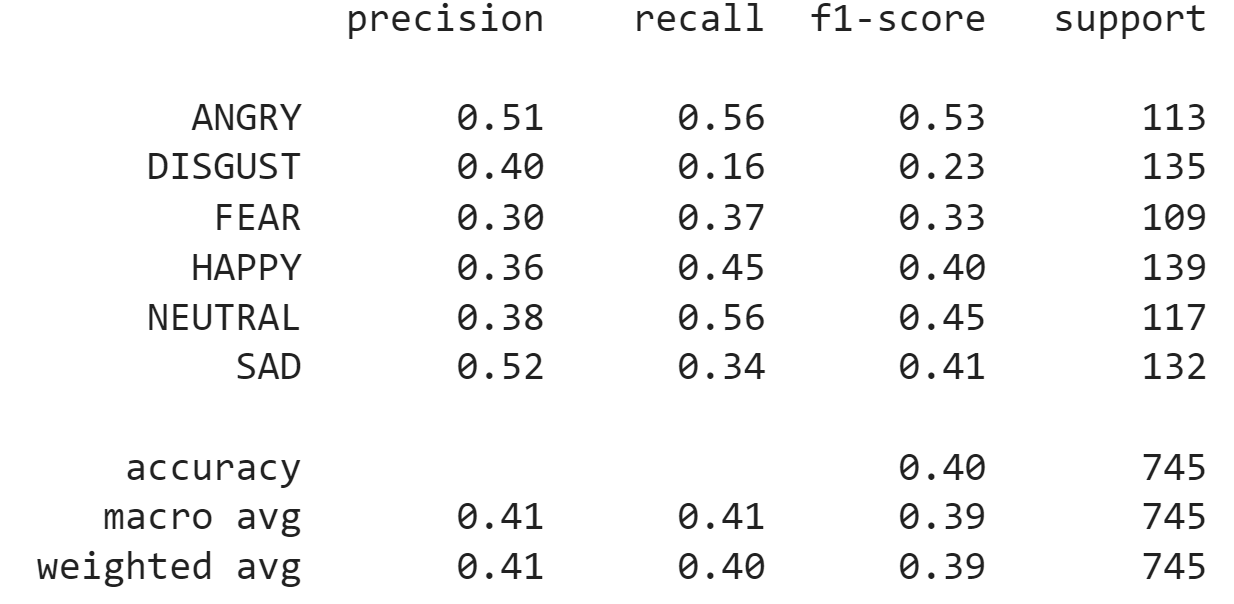 precision recall f1-score support
ANGRY 0.51 0.56 0.53 113
DISGUST 0.40 0.16 0.23 135
FEAR 0.30 0.37 0.33 109
HAPPY 0.36 0.45 0.40 139
NEUTRAL 0.38 0.56 0.45 117
SAD 0.52 0.34 0.41 132
accuracy 0.40 745
macro avg 0.41 0.41 0.39 745
weighted avg 0.41 0.40 0.39 745